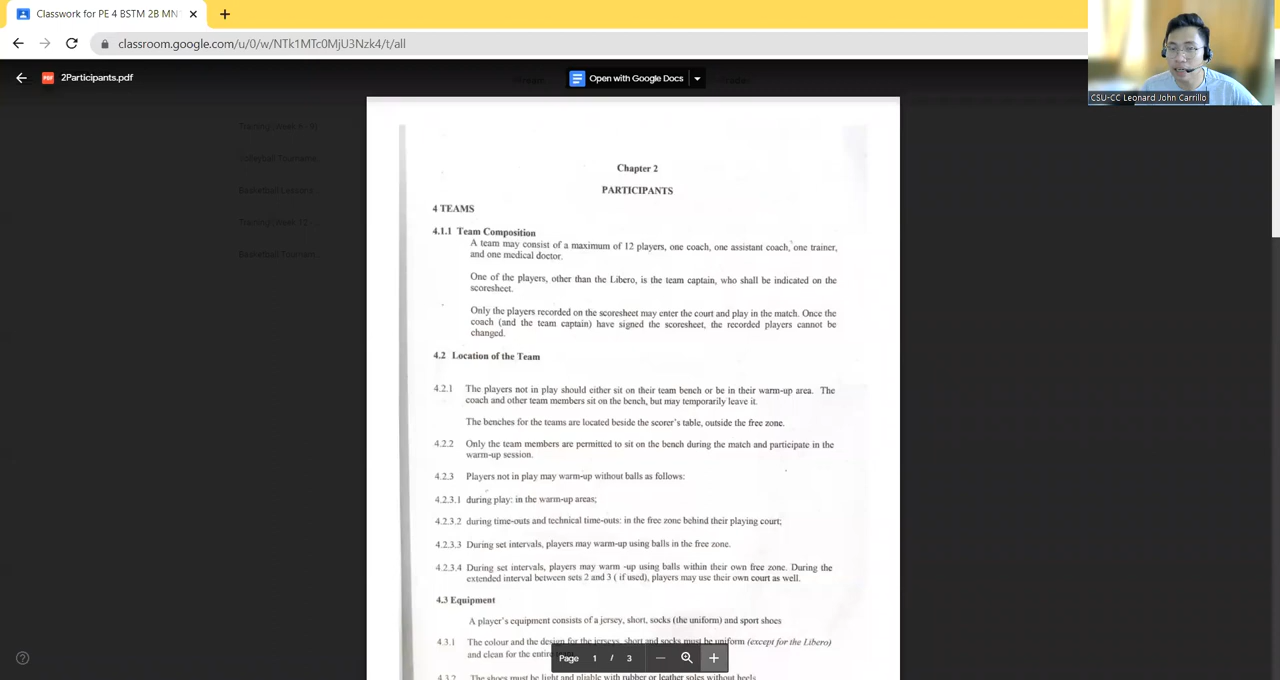 Classwork for PE 4 BSTM 2B MN
classroom.google.com/u/0/w/NTk1MTc0MjU3Nzk4/t/all
2Participants.pdf
Open with Google Docs
CSU-CC Leonard John Carrillo
Chapter 2
PARTICIPANTS
4 TEAMS
4.1.1 Team Composition
A team may consist of a maximum of 12 players, one coach, one assistant coach, one trainer,
and one medical doctor.
One of the players, other than the Libero, is the team captain, who shall be indicated on the
scoresheet.
Only the players recorded on the scoresheet may enter the court and play in the match. Once the
coach (and the team captain) have signed the scoresheet, the recorded players cannot be
changed.
4.2 Location of the Team
4.2.1 The players not in play should either sit on their team bench or be in their warm-up area. The
coach and other team members sit on the bench, but may temporarily leave it.
The benches for the teams are located beside the scorer's table, outside the free zone.
4.2.2 Only the team members are permitted to sit on the bench during the match and participate in the
warm-up session.
4.2.3 Players not in play may warm-up without balls as follows:
4.2.3.1 during play: in the warm-up areas;
4.2.3.2 during time-outs and technical time-outs: in the free zone behind their playing court;
4.2.3.3 During set intervals, players may warm-up using balls in the free zone.
4.2.3.4 During set intervals, players may warm -up using balls within their own free zone. During the
extended interval between sets 2 and 3 ( if used), players may use their own court as well.
4.3 Equipment
A player's equipment consists of a jersey, short, socks (the uniform) and sport shoes
4.3.1 The colour and the design for the jerseys, short and socks must be uniform (except for the Libero)
and clean for the entire
4.3.2 The shoes must be light and pliable with rubber or leather soles without heels
Page 1 / 3